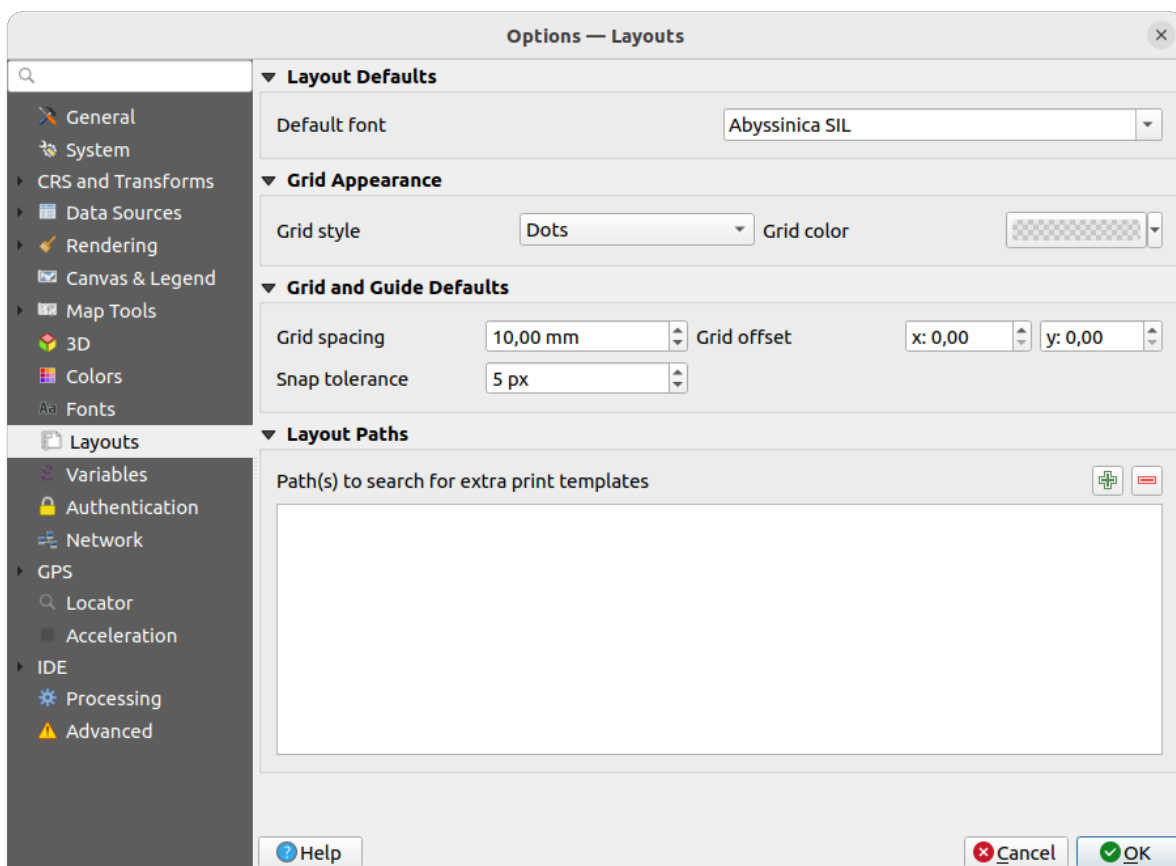 Options — Layouts
General
System
CRS and Transforms
Data Sources
Rendering
Canvas & Legend
Map Tools
3D
Colors
Aa Fonts
Layouts
ε Variables
Authentication
Network
GPS
Locator
Acceleration
IDE
Processing
Advanced
Layout Defaults
Default font Abyssinica SIL
Grid Appearance
Grid style Dots Grid color
Grid and Guide Defaults
Grid spacing 10,00 mm Grid offset x: 0,00 y: 0,00
Snap tolerance 5 px
Layout Paths
Path(s) to search for extra print templates
Help Cancel OK